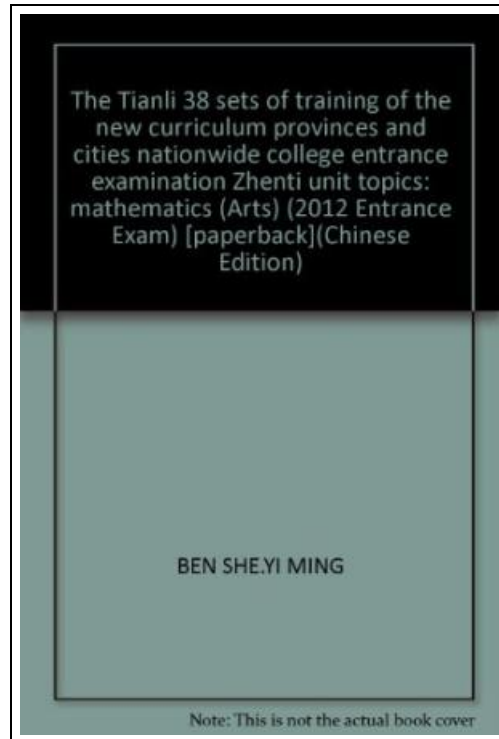 The Tianli 38 sets of training of the
new curriculum provinces and
cities nationwide college entrance
examination Zhenti unit topics:
mathematics (Arts) (2012 Entrance
Exam) [paperback](Chinese
Edition)
BEN SHE.YI MING
Note: This is not the actual book cover